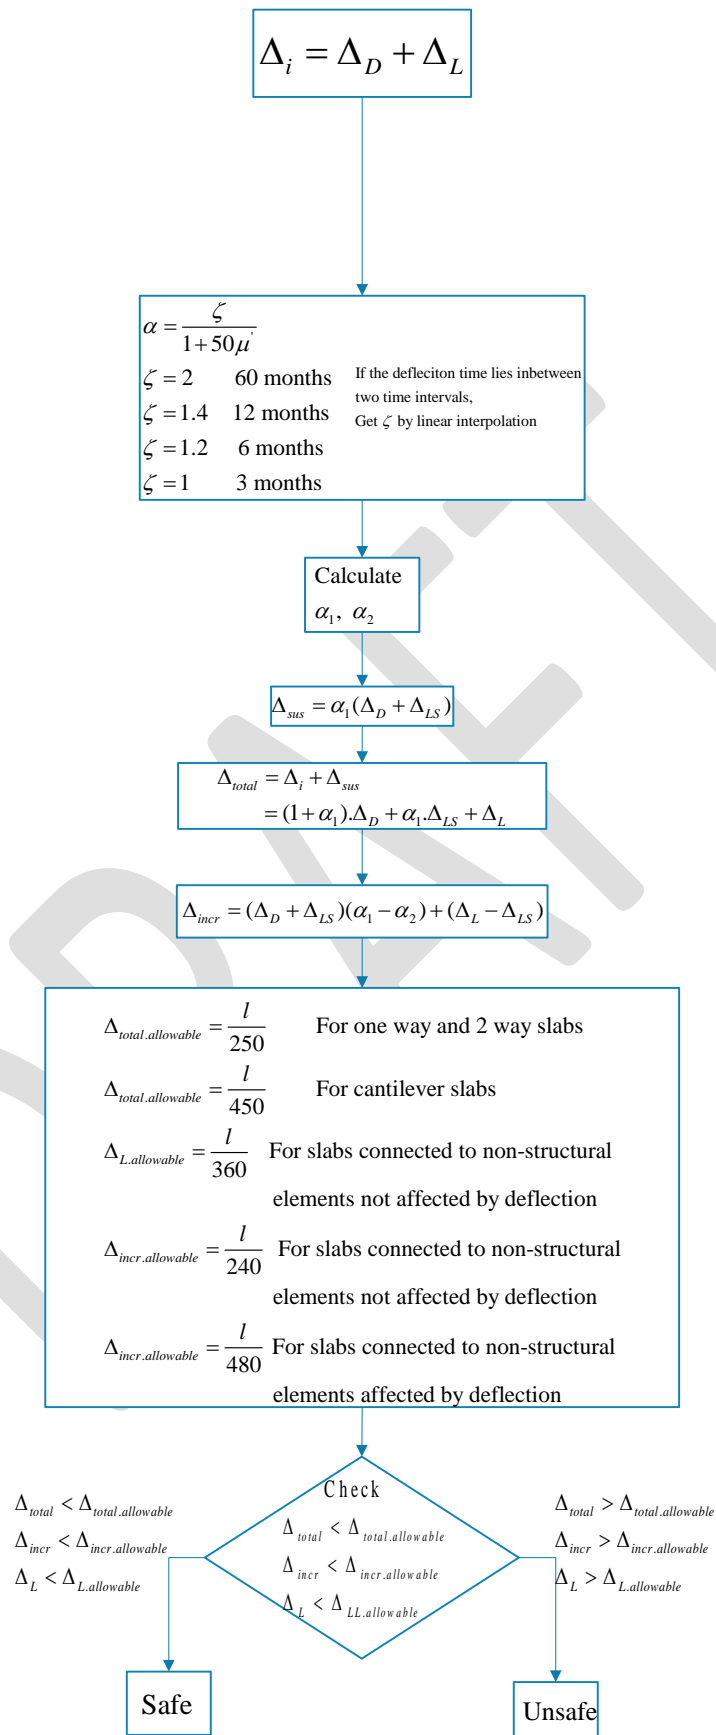 Δi = ΔD + ΔL
α = ζ / (1 + 50μ')
ζ = 2 60 months
ζ = 1.4 12 months
ζ = 1.2 6 months
ζ = 1 3 months
If the defleciton time lies inbetween
two time intervals,
Get ζ by linear interpolation
Calculate
α1, α2
Δsus = α1(ΔD + ΔLS)
Δtotal = Δi + Δsus
= (1 + α1).ΔD + α1.ΔLS + ΔL
Δincr = (ΔD + ΔLS)(α1 − α2) + (ΔL − ΔLS)
Δtotal.allowable = l / 250 For one way and 2 way slabs
Δtotal.allowable = l / 450 For cantilever slabs
ΔL.allowable = l / 360 For slabs connected to non-structural
elements not affected by deflection
Δincr.allowable = l / 240 For slabs connected to non-structural
elements not affected by deflection
Δincr.allowable = l / 480 For slabs connected to non-structural
elements affected by deflection
Check
Δtotal < Δtotal.allowable
Δincr < Δincr.allowable
ΔL < ΔLL.allowable
Δtotal < Δtotal.allowable
Δincr < Δincr.allowable
ΔL < ΔL.allowable
Δtotal > Δtotal.allowable
Δincr > Δincr.allowable
ΔL > ΔL.allowable
Safe
Unsafe
DRAFT